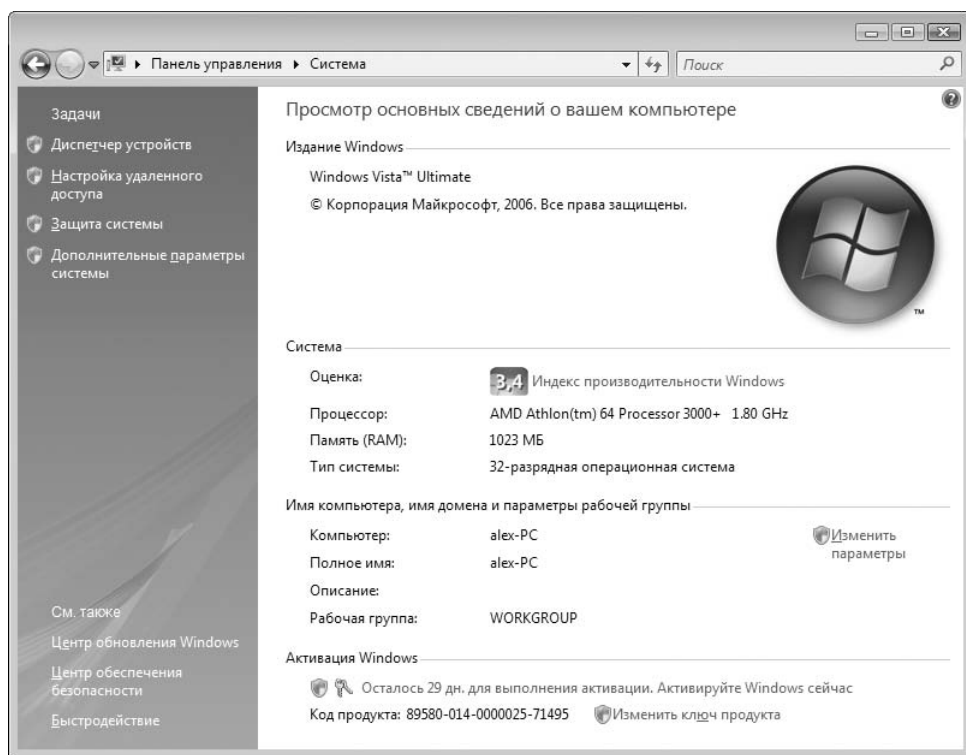 Панель управления ▸ Система
Поиск
Задачи
Диспетчер устройств
Настройка удаленного
доступа
Защита системы
Дополнительные параметры
системы
См. также
Центр обновления Windows
Центр обеспечения
безопасности
Быстродействие
Просмотр основных сведений о вашем компьютере
Издание Windows
Windows Vista™ Ultimate
© Корпорация Майкрософт, 2006. Все права защищены.
TM
Система
Оценка: 3,4 Индекс производительности Windows
Процессор: AMD Athlon(tm) 64 Processor 3000+ 1.80 GHz
Память (RAM): 1023 МБ
Тип системы: 32-разрядная операционная система
Имя компьютера, имя домена и параметры рабочей группы
Компьютер: alex-PC
Изменить
параметры
Полное имя: alex-PC
Описание:
Рабочая группа: WORKGROUP
Активация Windows
Осталось 29 дн. для выполнения активации. Активируйте Windows сейчас
Код продукта: 89580-014-0000025-71495 Изменить ключ продукта